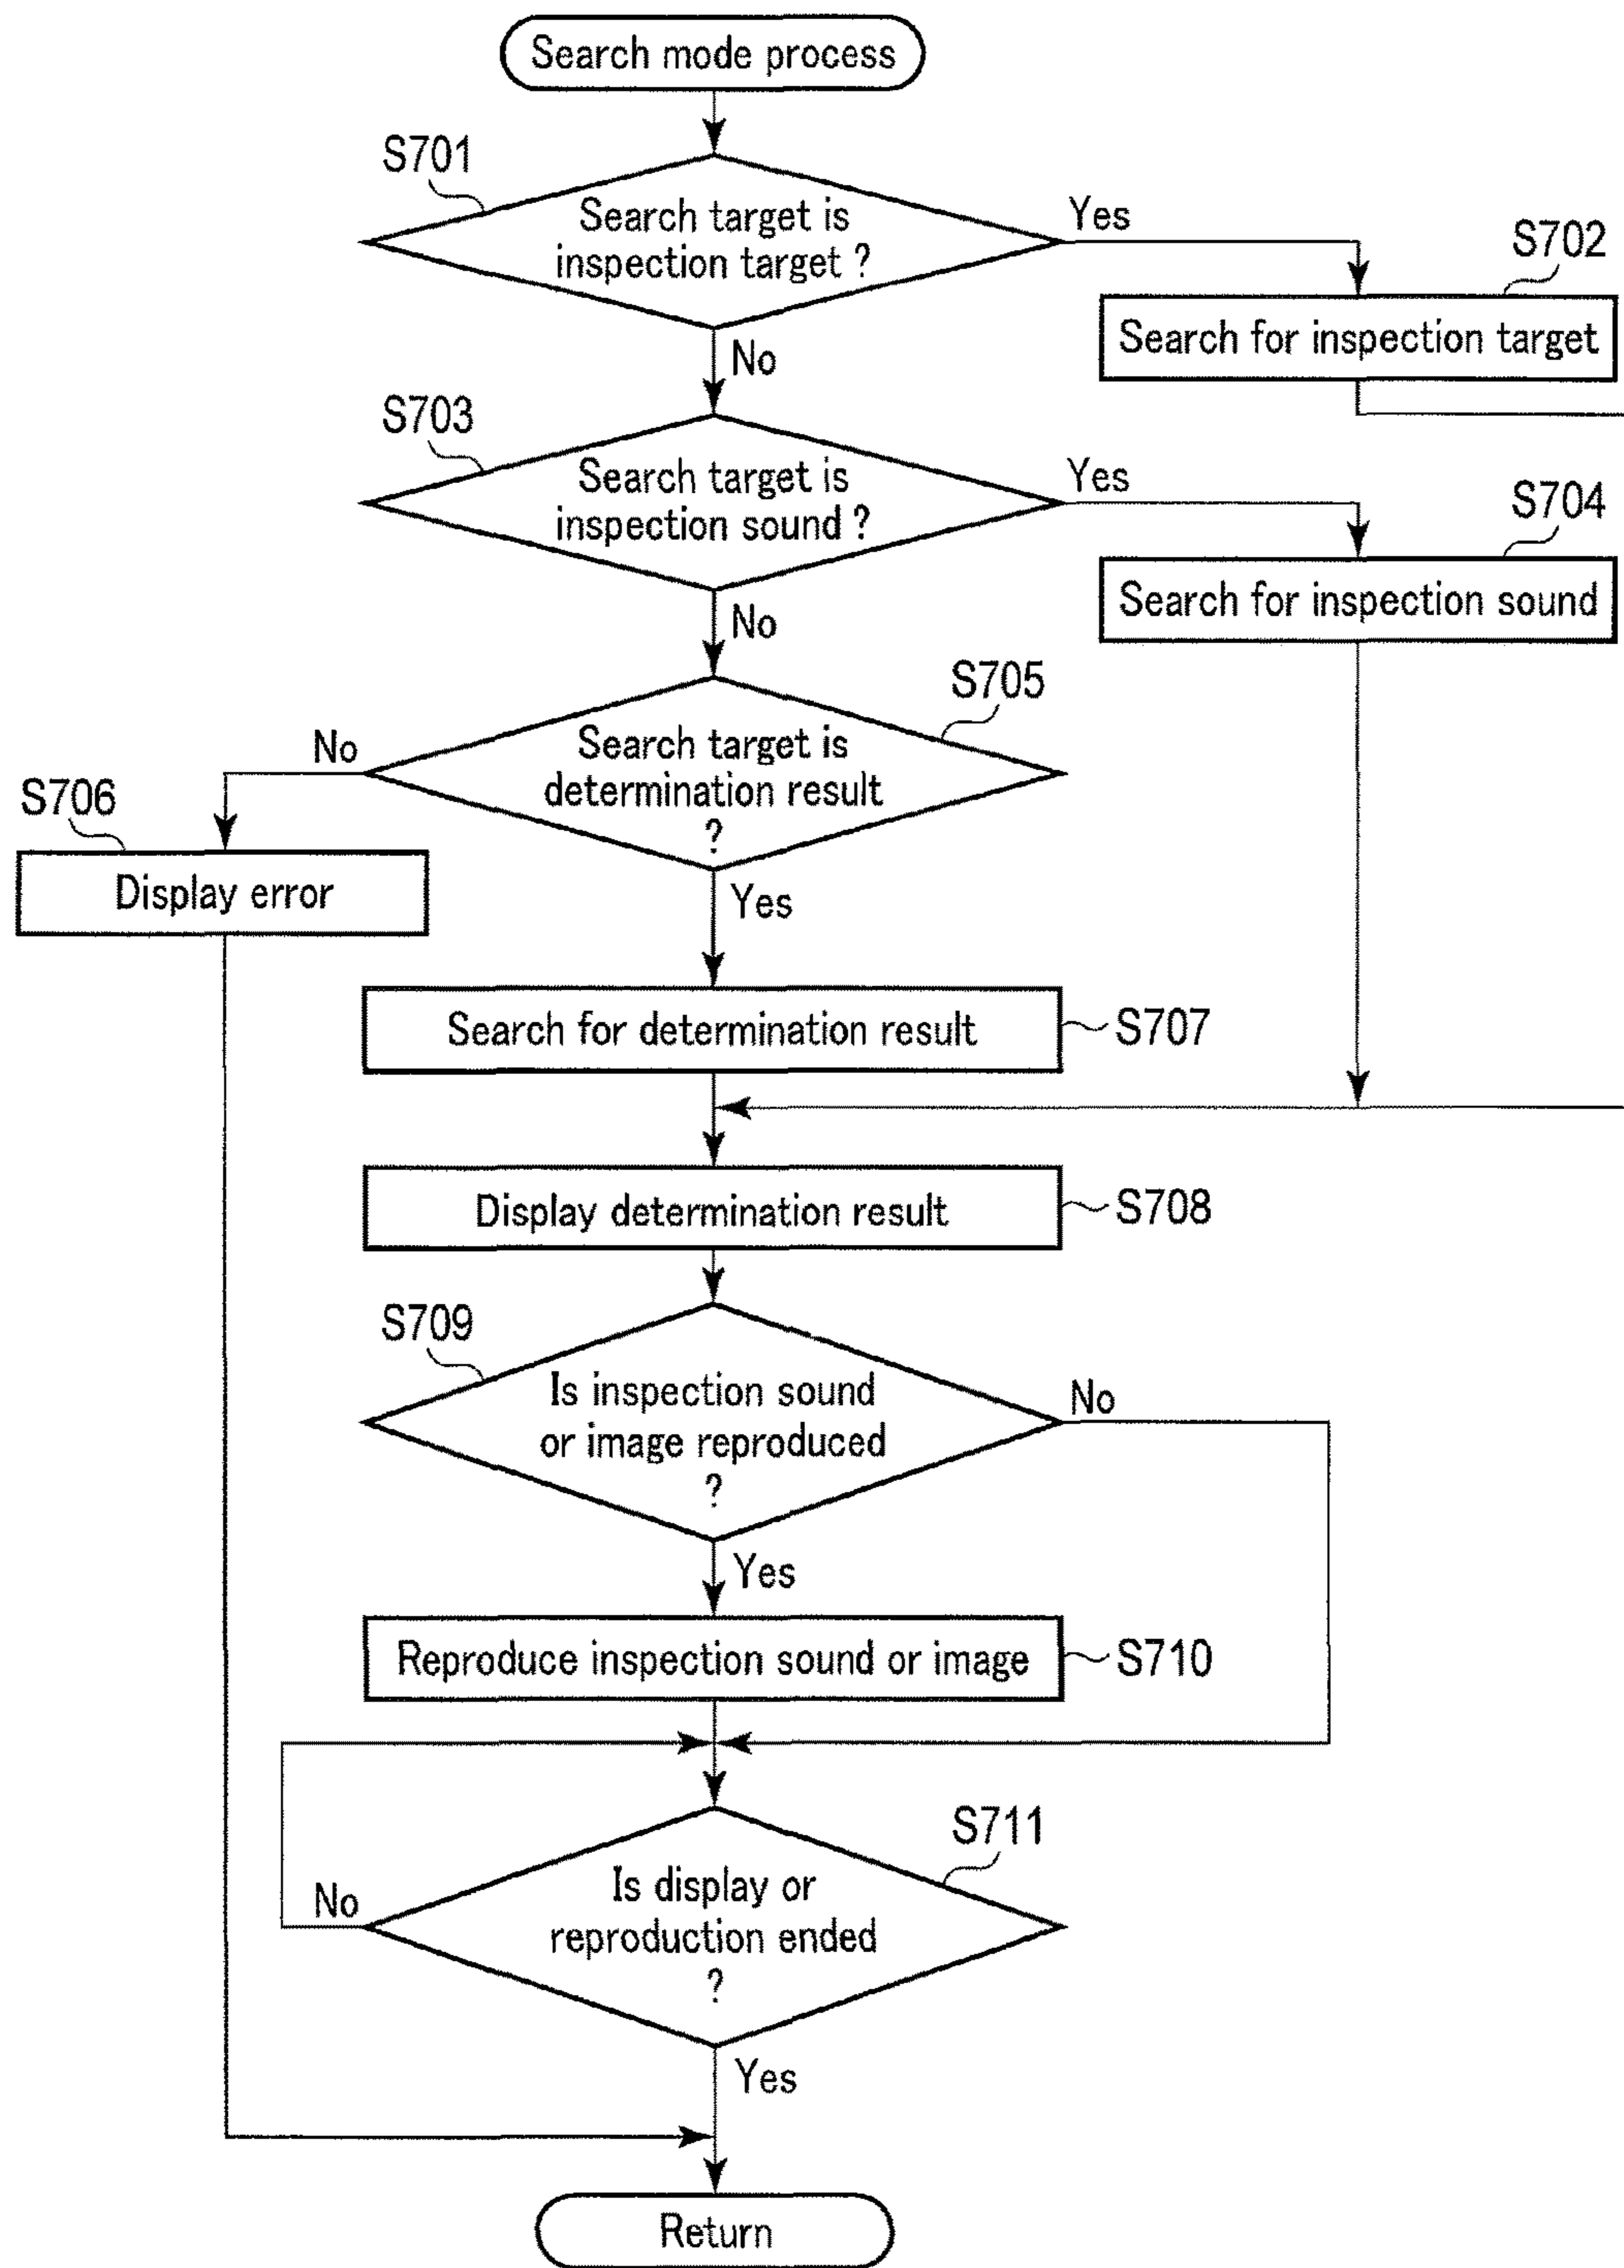 Search mode process
S701
Search target is
inspection target ?
Yes
S702
Search for inspection target
No
S703
Search target is
inspection sound ?
Yes
S704
Search for inspection sound
No
S705
Search target is
determination result
?
No
S706
Display error
Yes
Search for determination result
S707
Display determination result
S708
S709
Is inspection sound
or image reproduced
?
No
Yes
Reproduce inspection sound or image
S710
S711
Is display or
reproduction ended
?
No
Yes
Return